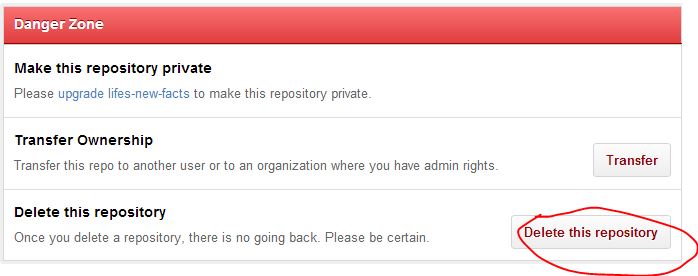 Danger Zone
Make this repository private
Please upgrade lifes-new-facts to make this repository private.
Transfer Ownership
Transfer this repo to another user or to an organization where you have admin rights.
Transfer
Delete this repository
Once you delete a repository, there is no going back. Please be certain.
Delete this repository